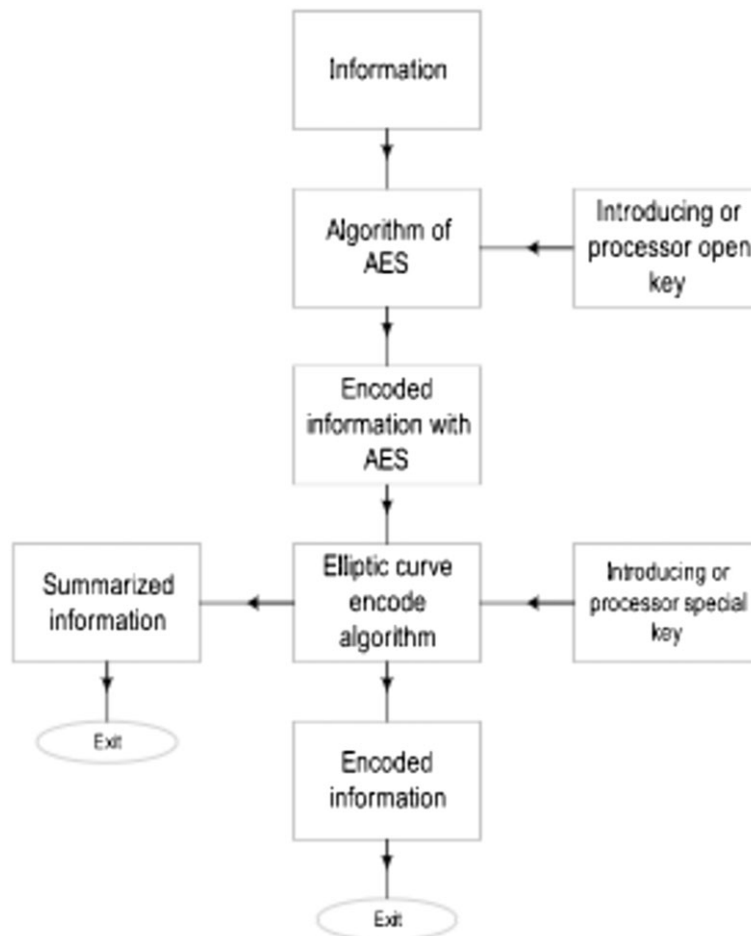 Information
Algorithm of
AES
Introducing or
processor open
key
Encoded
information with
AES
Summarized
information
Elliptic curve
encode
algorithm
Introducing or
processor special
key
Exit
Encoded
information
Exit